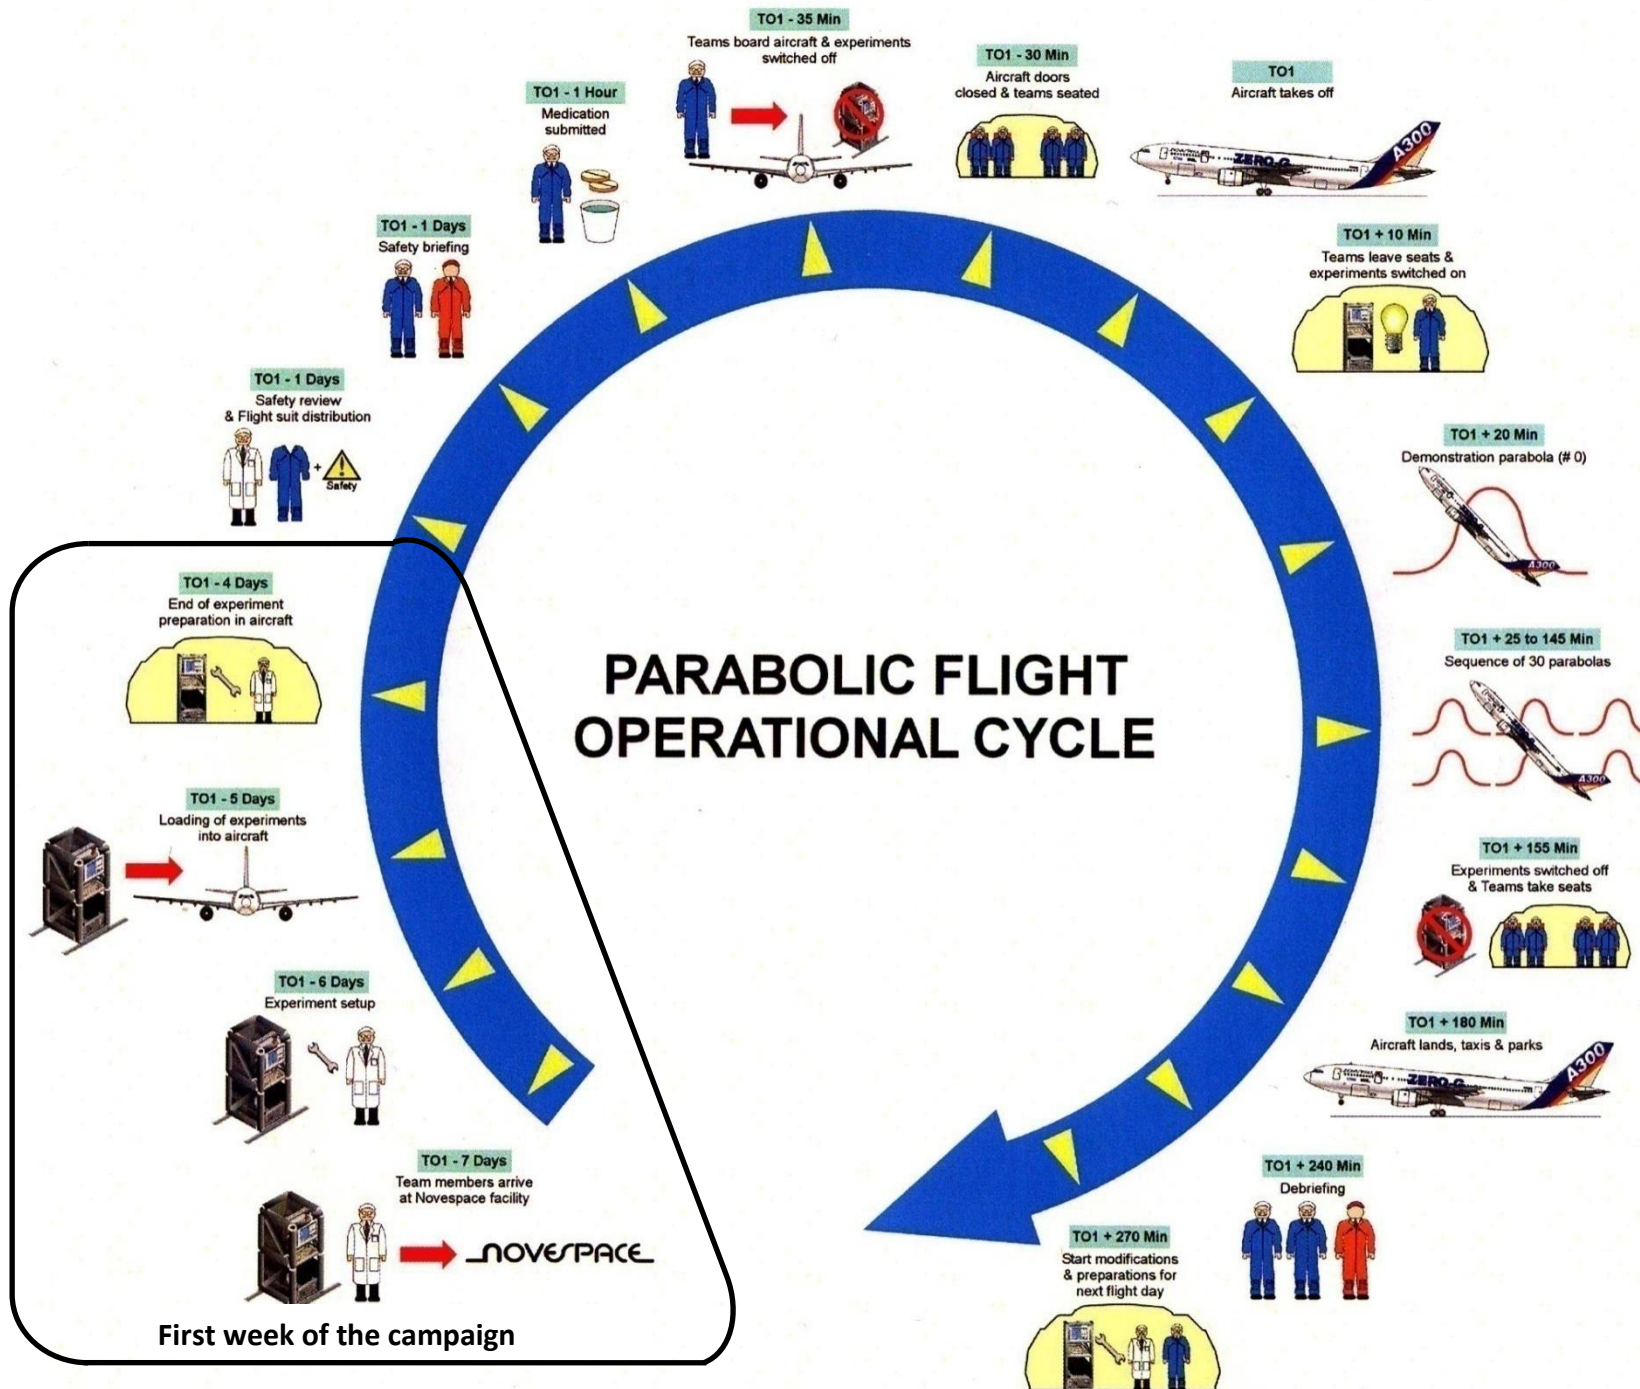 TO1 - 35 Min
Teams board aircraft & experiments
switched off
TO1 - 30 Min
Aircraft doors
closed & teams seated
TO1
Aircraft takes off
ZERO-G
A300
TO1 - 1 Hour
Medication
submitted
TO1 - 1 Days
Safety briefing
TO1 + 10 Min
Teams leave seats &
experiments switched on
TO1 - 1 Days
Safety review
& Flight suit distribution
+
Safety
TO1 + 20 Min
Demonstration parabola (# 0)
A300
TO1 - 4 Days
End of experiment
preparation in aircraft
PARABOLIC FLIGHT
OPERATIONAL CYCLE
TO1 + 25 to 145 Min
Sequence of 30 parabolas
A300
TO1 - 5 Days
Loading of experiments
into aircraft
TO1 + 155 Min
Experiments switched off
& Teams take seats
TO1 - 6 Days
Experiment setup
TO1 + 180 Min
Aircraft lands, taxis & parks
ZERO-G
A300
TO1 - 7 Days
Team members arrive
at Novespace facility
NOVESPACE
TO1 + 240 Min
Debriefing
TO1 + 270 Min
Start modifications
& preparations for
next flight day
First week of the campaign